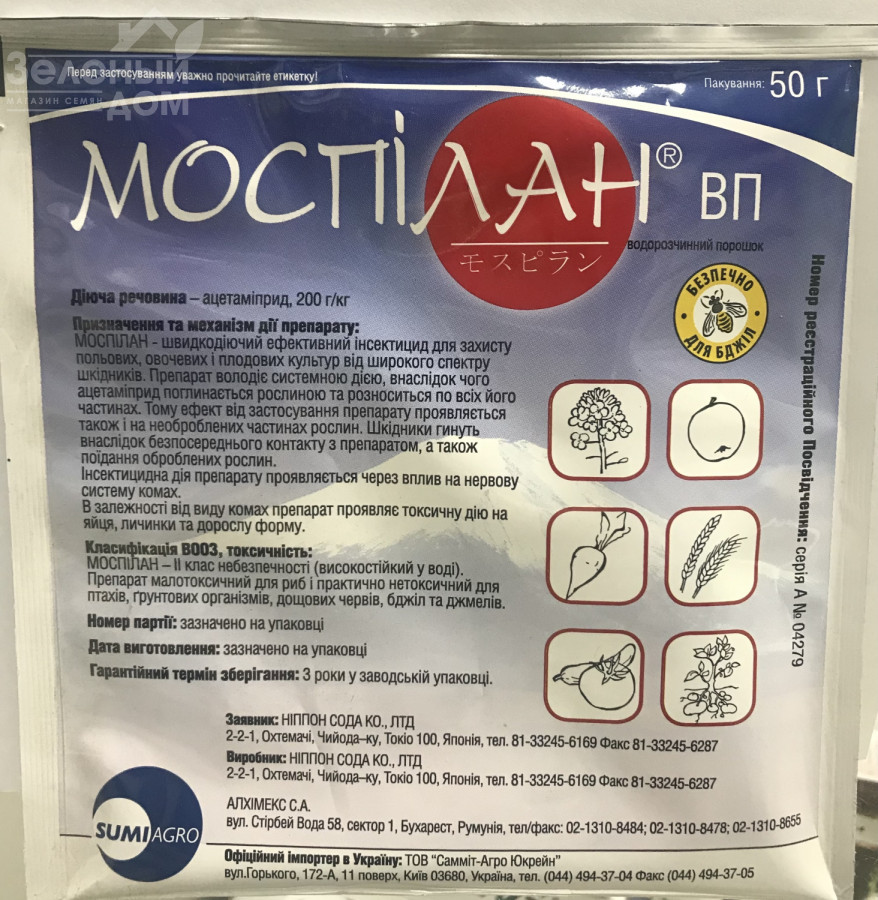 Зелёный
МАГАЗИН СЕМЯН
ДОМ
Перед застосуванням уважно прочитайте етикетку!
Пакування: 50 г
МОСПІЛАН® ВП
водорозчинний порошок
モスピラン
БЕЗПЕЧНО
ДЛЯ БДЖІЛ
Номер реєстраційного Посвідчення: серія А № 04279
Діюча речовина – ацетаміприд, 200 г/кг
Призначення та механізм дії препарату:
МОСПІЛАН - швидкодіючий ефективний інсектицид для захисту
польових, овочевих і плодових культур від широкого спектру
шкідників. Препарат володіє системною дією, внаслідок чого
ацетаміприд поглинається рослиною та розноситься по всіх його
частинах. Тому ефект від застосування препарату проявляється
також і на необроблених частинах рослин. Шкідники гинуть
внаслідок безпосереднього контакту з препаратом, а також
поїдання оброблених рослин.
Інсектицидна дія препарату проявляється через вплив на нервову
систему комах.
В залежності від виду комах препарат проявляє токсичну дію на
яйця, личинки та дорослу форму.
Класифікація ВООЗ, токсичність:
МОСПІЛАН – II клас небезпечності (високостійкий у воді).
Препарат малотоксичний для риб і практично нетоксичний для
птахів, ґрунтових організмів, дощових червів, бджіл та джмелів.
Номер партії: зазначено на упаковці
Дата виготовлення: зазначено на упаковці
Гарантійний термін зберігання: 3 роки у заводській упаковці.
Заявник: НІППОН СОДА КО., ЛТД
2-2-1, Охтемачі, Чийода–ку, Токіо 100, Японія, тел. 81-33245-6169 Факс 81-33245-6287
Виробник: НІППОН СОДА КО., ЛТД
2-2-1, Охтемачі, Чийода–ку, Токіо 100, Японія, тел. 81-33245-6169 Факс 81-33245-6287
АЛХІМЕКС С.А.
вул. Стірбей Вода 58, сектор 1, Бухарест, Румунія, тел/факс: 02-1310-8484; 02-1310-8478; 02-1310-8655
SUMIAGRO
Офіційний імпортер в Україну: ТОВ "Самміт-Агро Юкрейн"
вул.Горького, 172-А, 11 поверх, Київ 03680, Україна, тел. (044) 494-37-04 Факс (044) 494-37-05